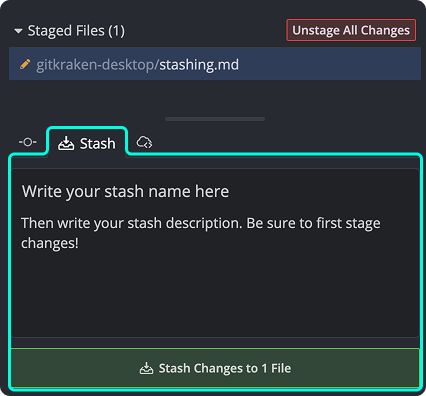 Staged Files (1)
Unstage All Changes
gitkraken-desktop/stashing.md
Stash
Write your stash name here
Then write your stash description. Be sure to first stage
changes!
Stash Changes to 1 File